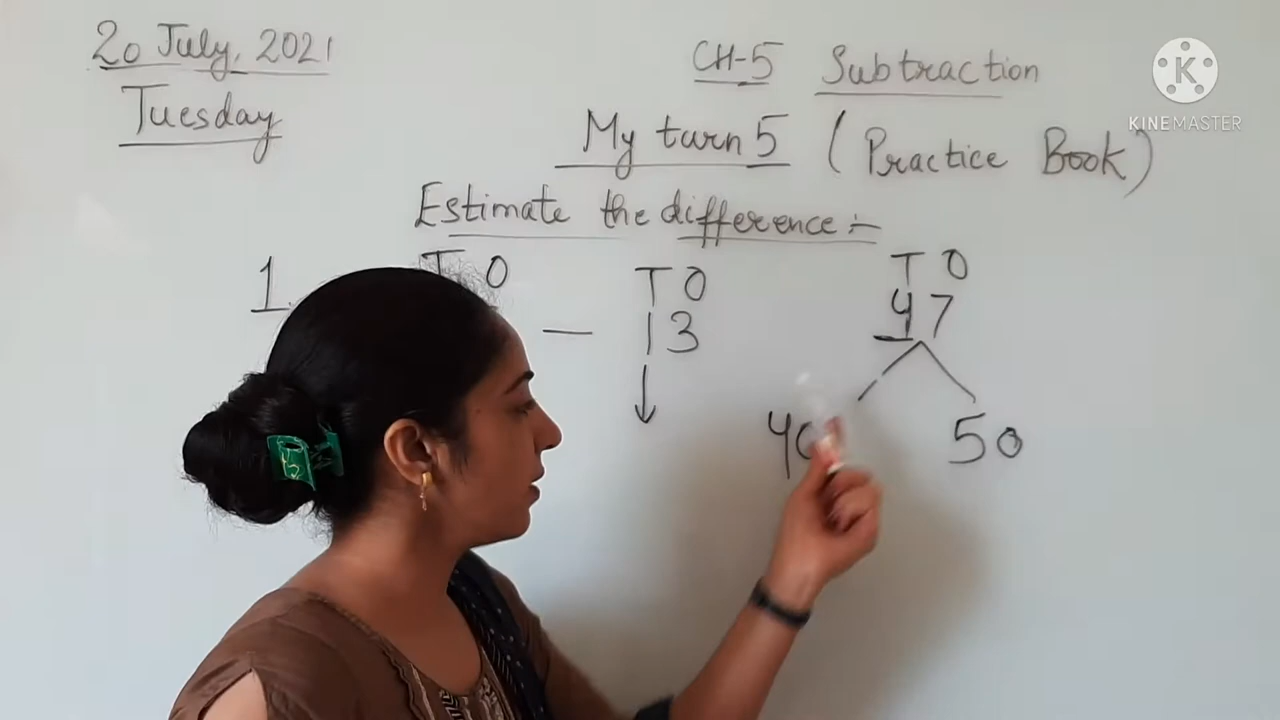 20 July, 2021
Tuesday
CH-5 Subtraction
My turn 5 (Practice Book)
Estimate the difference :-
1. T O
T O
— 13
T O
47
40 50
KINEMASTER